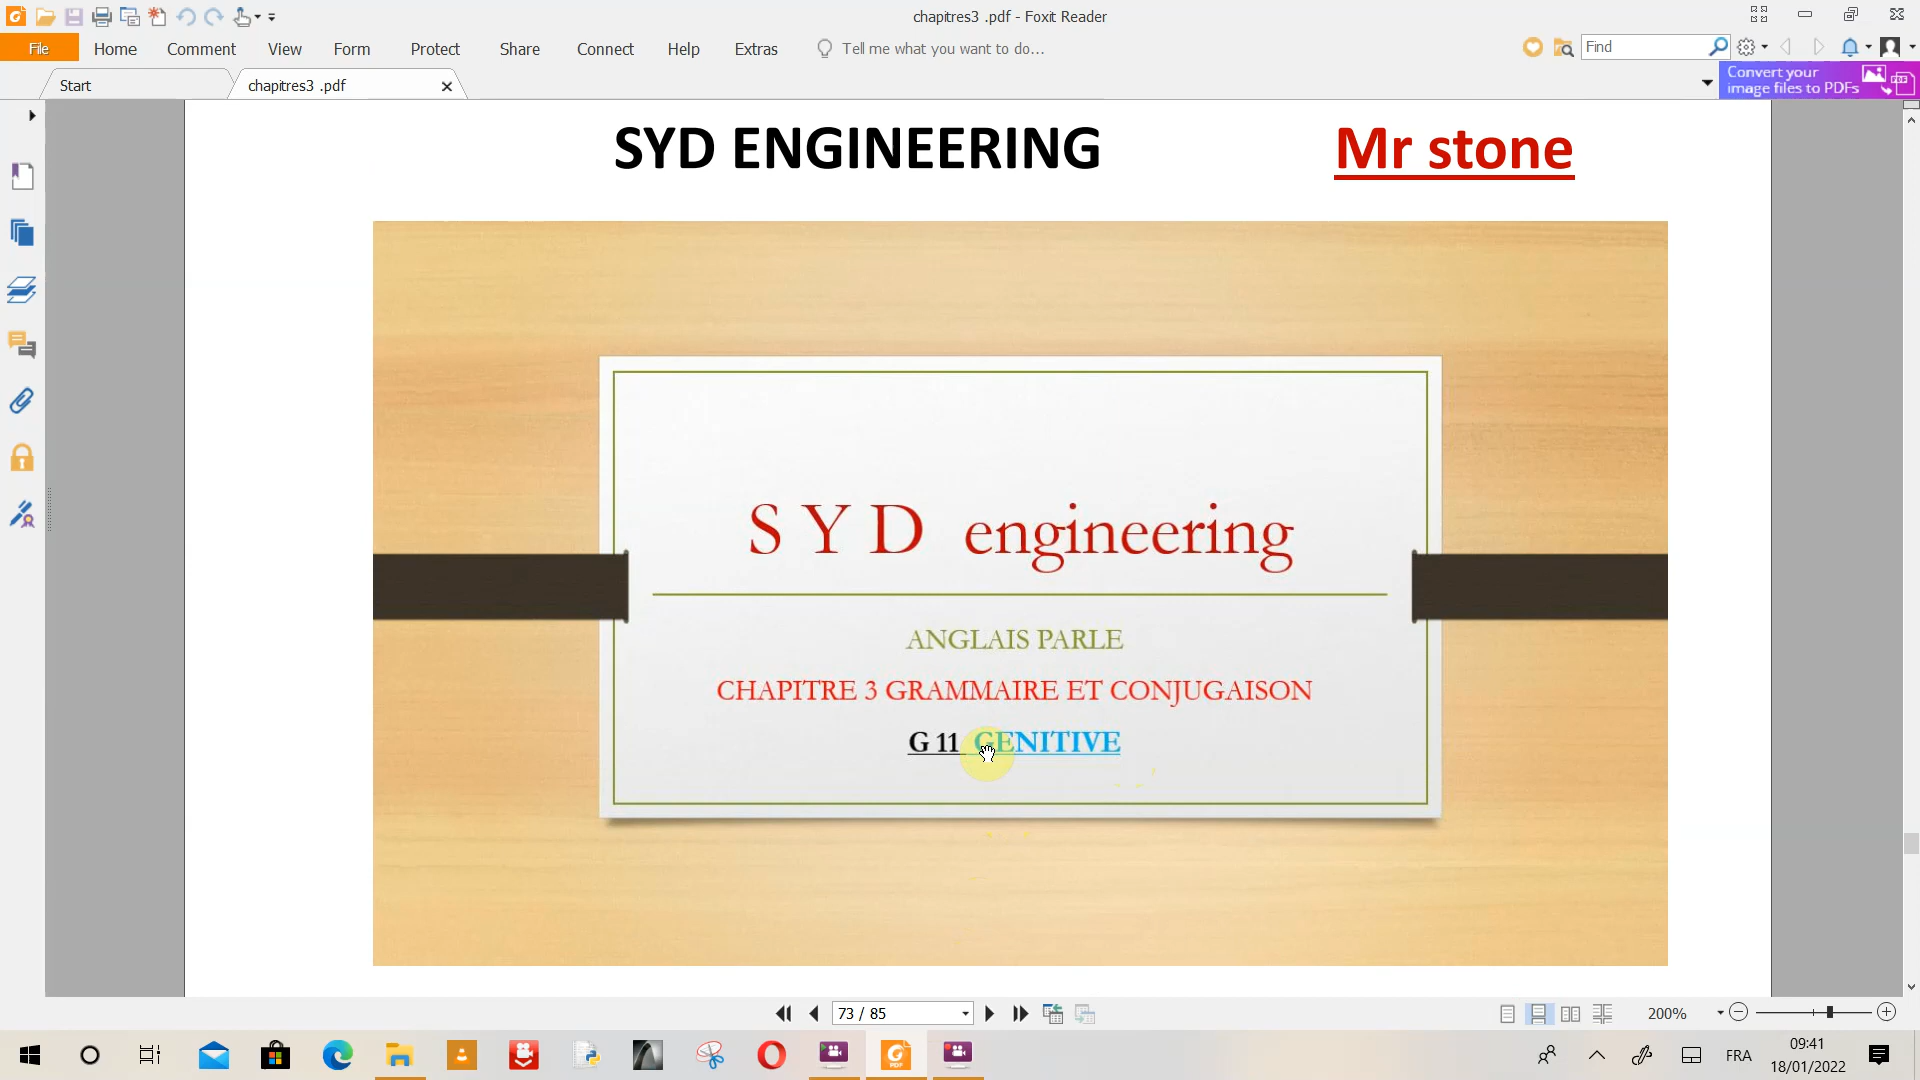 chapitres3 .pdf - Foxit Reader
File Home Comment View Form Protect Share Connect Help Extras Tell me what you want to do... Find
Start chapitres3 .pdf
Convert your
image files to PDFs
SYD ENGINEERING Mr stone
S Y D engineering
ANGLAIS PARLE
CHAPITRE 3 GRAMMAIRE ET CONJUGAISON
G 11 GENITIVE
73 / 85 200%
FRA 09:41
18/01/2022